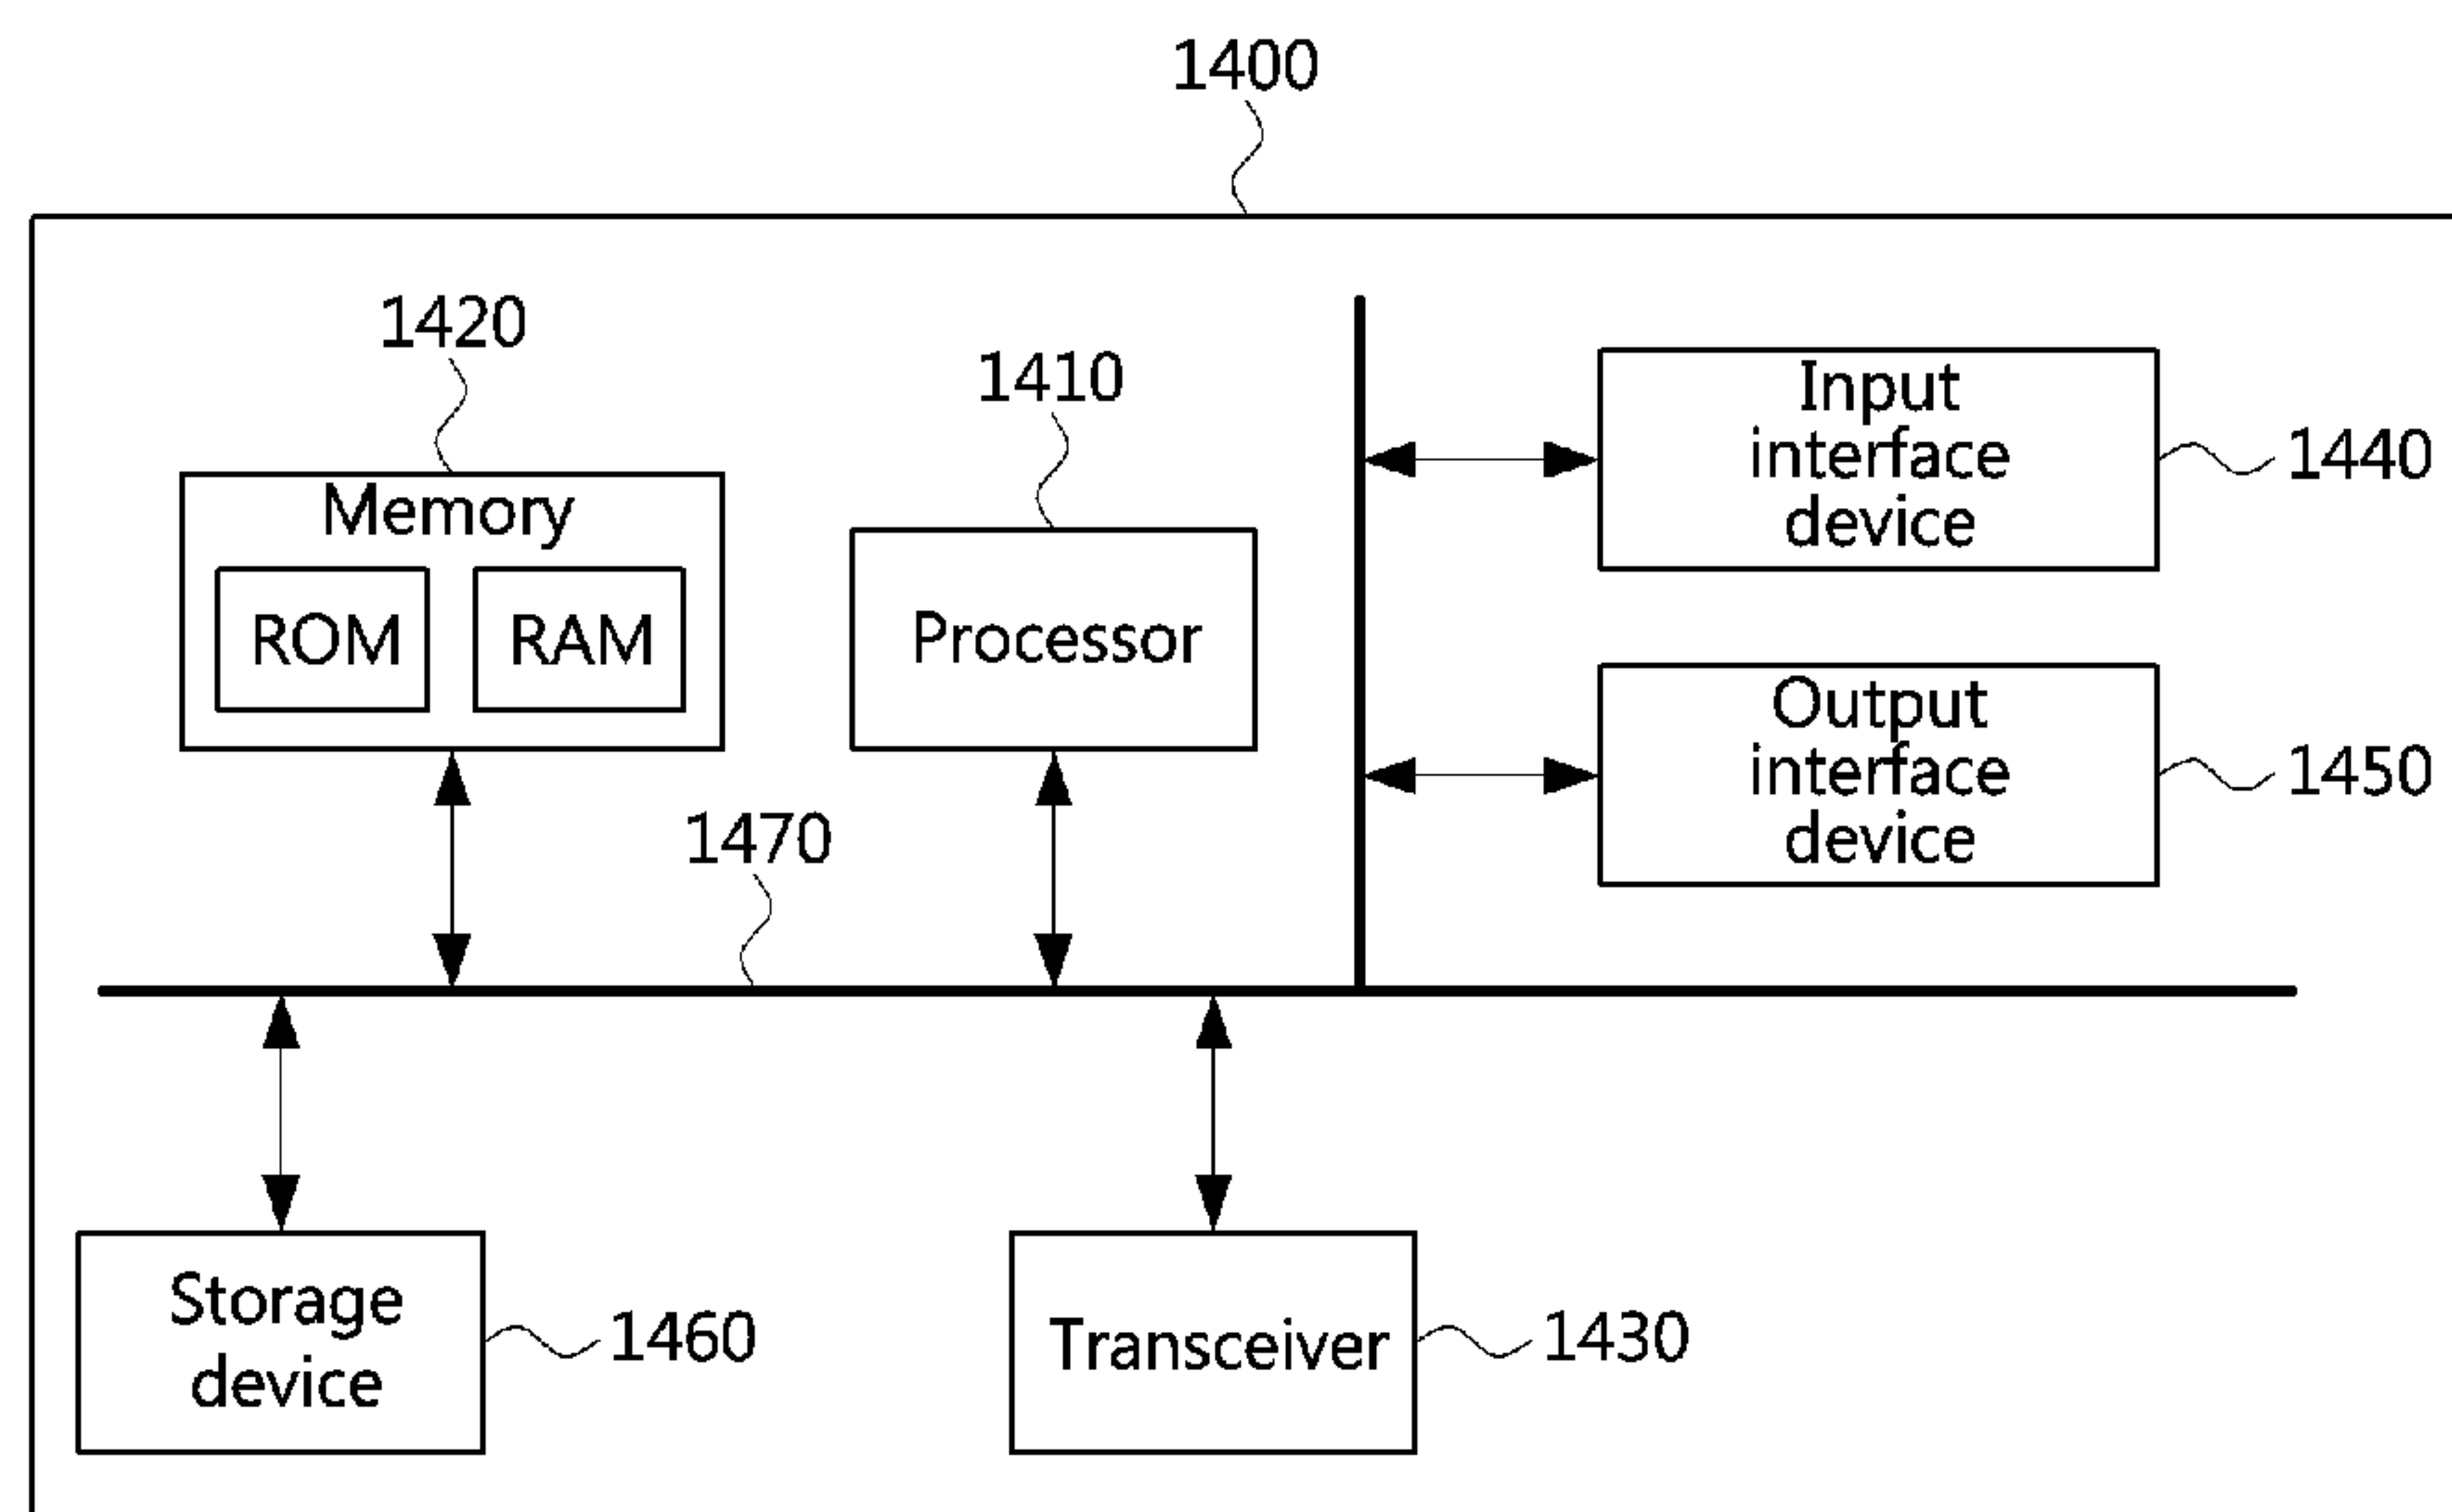 1400
1420
1410
Memory
ROM
RAM
Processor
Input
interface
device
1440
Output
interface
device
1450
1470
Storage
device
1460
Transceiver
1430